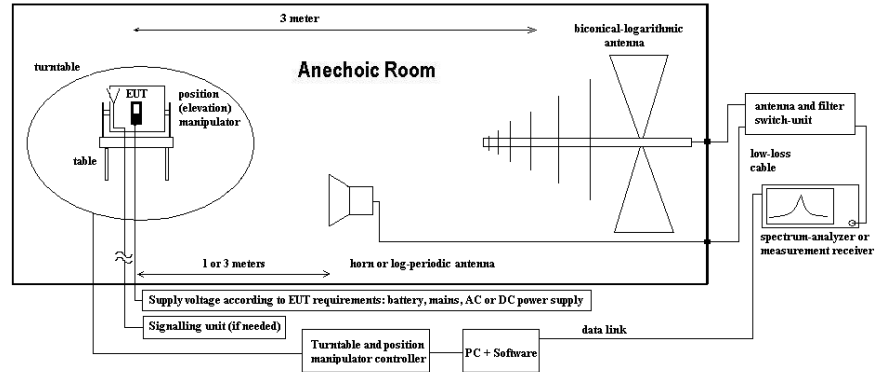 3 meter
biconical-logarithmic
antenna
turntable
Anechoic Room
EUT
position
(elevation)
manipulator
antenna and filter
switch-unit
table
low-loss
cable
spectrum-analyzer or
measurement receiver
1 or 3 meters
horn or log-periodic antenna
Supply voltage according to EUT requirements: battery, mains, AC or DC power supply
Signalling unit (if needed)
data link
Turntable and position
manipulator controller
PC + Software